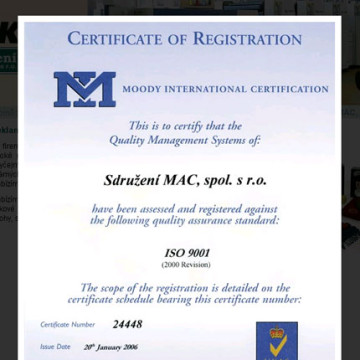 CERTIFICATE OF REGISTRATION
MOODY INTERNATIONAL CERTIFICATION
This is to certify that the
Quality Management Systems of:
Sdružení MAC, spol. s r.o.
have been assessed and registered against
the following quality assurance standard:
ISO 9001
(2000 Revision)
The scope of the registration is detailed on the
certificate schedule bearing this certificate number:
Certificate Number 24448
Issue Date 20th January 2006